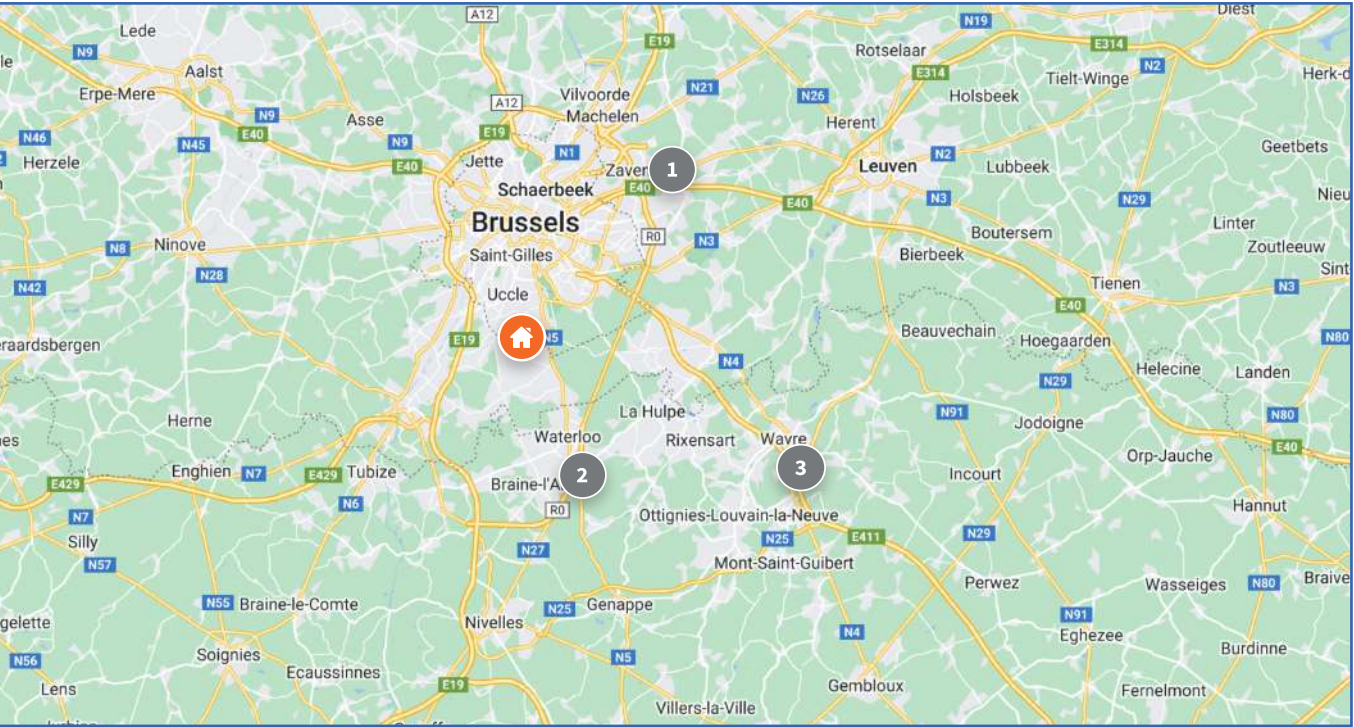 A12
Diest
Lede
N19
E19
N9
Rotselaar
E314
Aalst
E314
N2
Tielt-Winge
Herk-d
Erpe-Mere
Vilvoorde
N21
N26
Holsbeek
A12
N9
Asse
Machelen
Herent
E40
E19
N46
N45
N9
N1
Geetbets
Herzele
E40
Jette
Zaver
1
Leuven
N2
Lubbeek
Schaerbeek
E40
E40
N3
N29
Nieu
Brussels
R0
N3
Boutersem
Linter
N8
Ninove
Saint-Gilles
Bierbeek
Zoutleeuw
N28
Sint
N42
Uccle
Tienen
N3
E40
eraardsbergen
E19
N5
Beauvechain
Hoegaarden
N80
N4
Helecine
Landen
N29
Herne
La Hulpe
N91
Jodoigne
N80
nes
Waterloo
Rixensart
Wavre
E40
Enghien
N7
E429
Tubize
2
3
Incourt
Orp-Jauche
E429
Braine-l'A
N6
R0
Ottignies-Louvain-la-Neuve
Hannut
N7
Silly
N27
N25
E411
N29
N57
Mont-Saint-Guibert
Perwez
Wasseiges
N80
Braive
N55
Braine-le-Comte
N25
Genappe
N91
gelette
Nivelles
N4
Eghezee
N56
Soignies
N5
Burdinne
Ecaussinnes
E19
Gembloux
Fernelmont
Lens
Villers-la-Ville